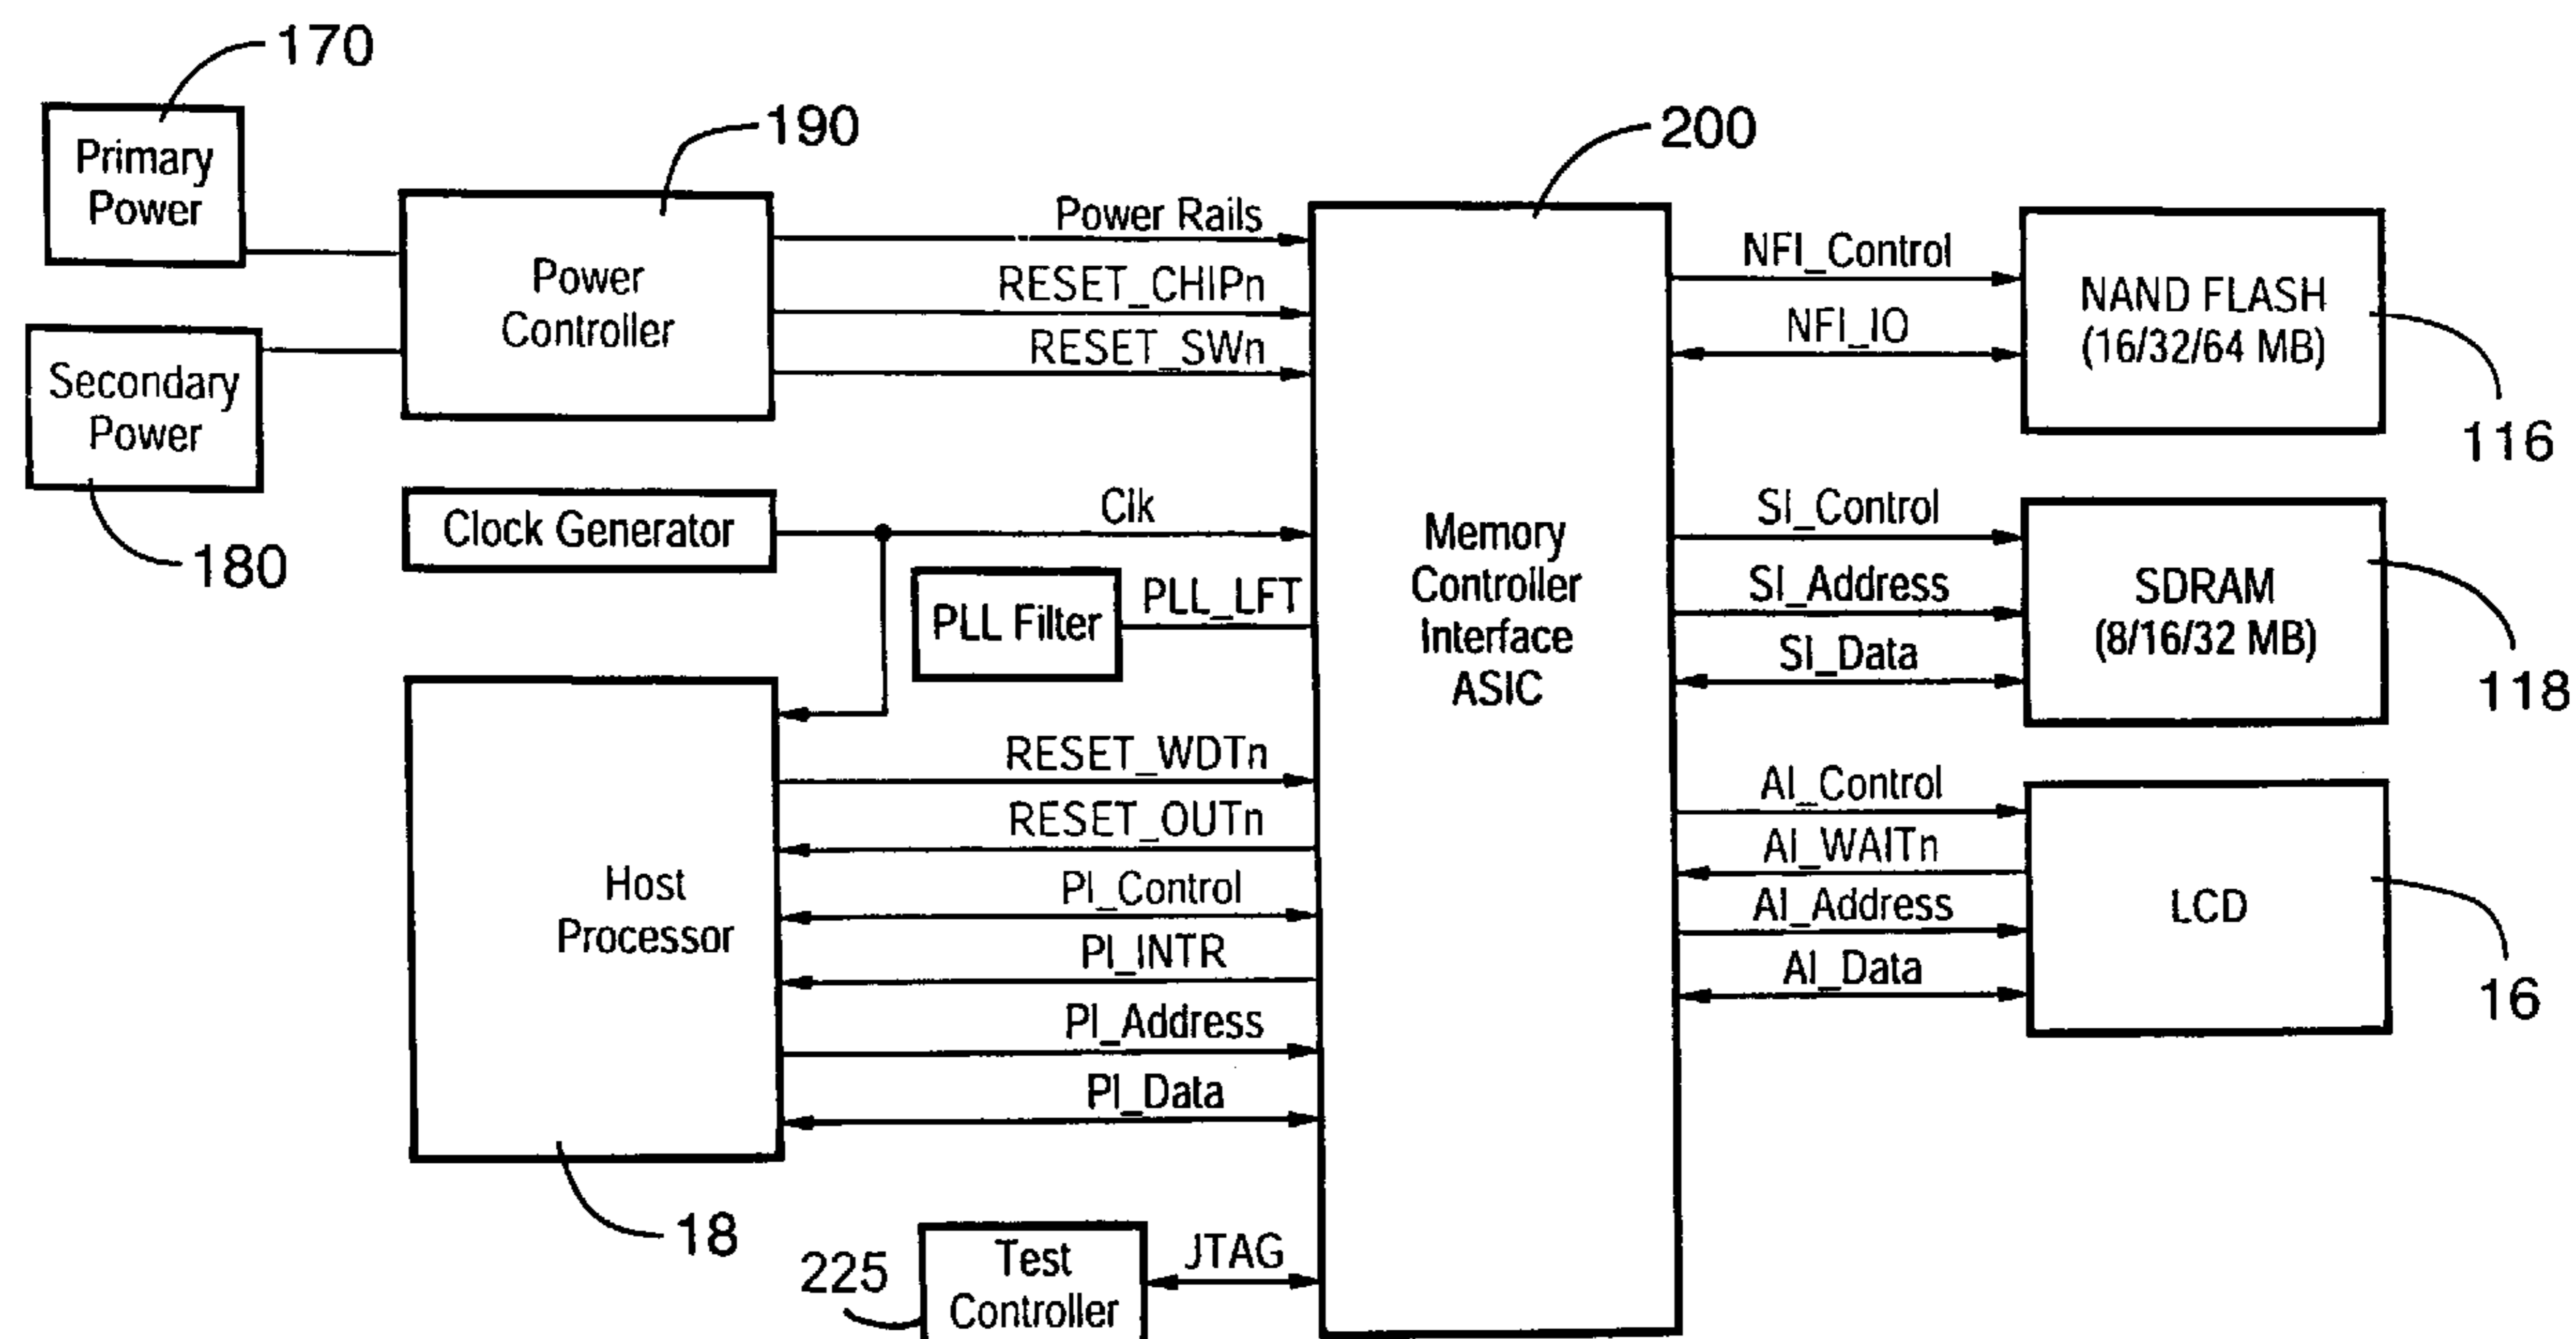 170
Primary
Power
190
Power
Controller
Secondary
Power
180
Power Rails
RESET_CHIPn
RESET_SWn
200
Clock Generator
Clk
PLL Filter
PLL_LFT
Host
Processor
18
RESET_WDTn
RESET_OUTn
PI_Control
PI_INTR
PI_Address
PI_Data
225
Test
Controller
JTAG
Memory
Controller
Interface
ASIC
NFI_Control
NFI_IO
NAND FLASH
(16/32/64 MB)
116
SI_Control
SI_Address
SI_Data
SDRAM
(8/16/32 MB)
118
AI_Control
AI_WAITn
AI_Address
AI_Data
LCD
16